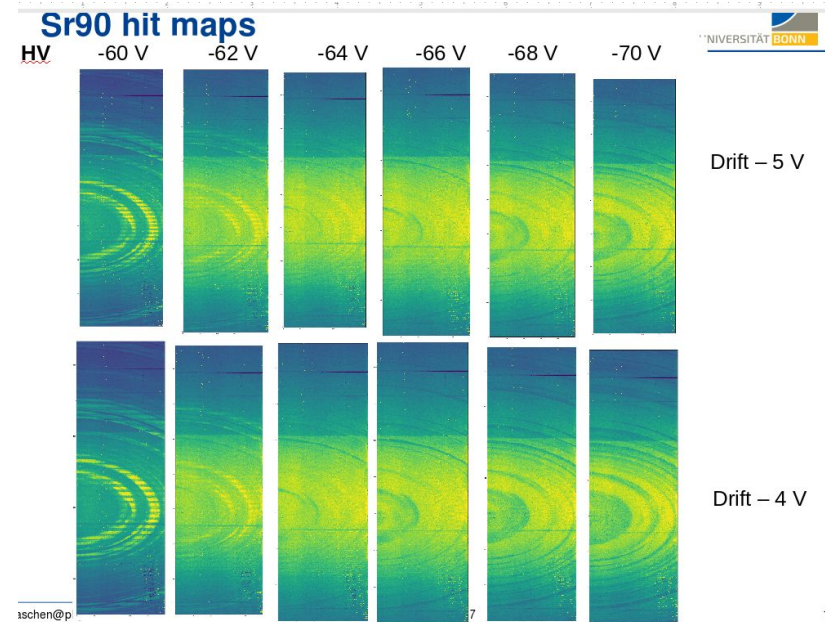 Sr90 hit maps
UNIVERSITÄT BONN
HV -60 V -62 V -64 V -66 V -68 V -70 V
Drift – 5 V
Drift – 4 V
aschen@p
7